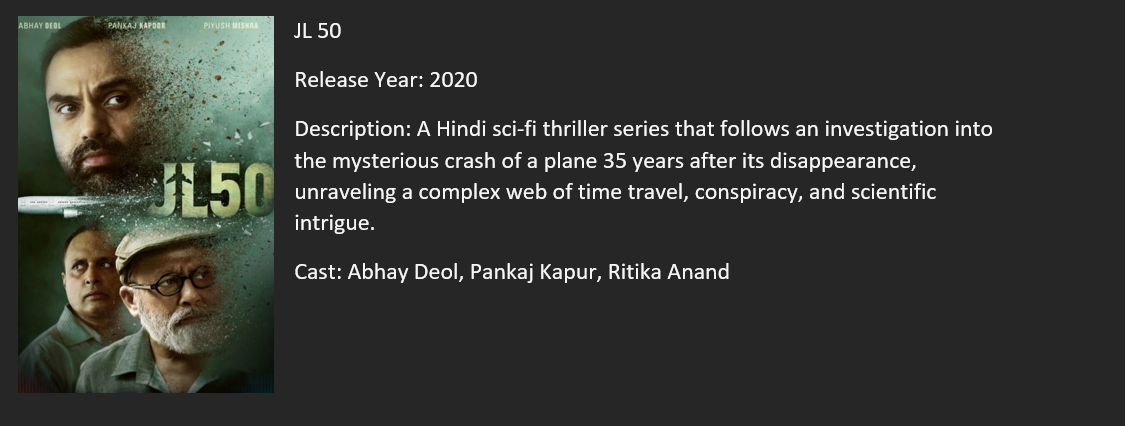 ABHAY DEOL PANKAJ KAPOOR PIYUSH MISHRA
JL50
JL 50
Release Year: 2020
Description: A Hindi sci-fi thriller series that follows an investigation into
the mysterious crash of a plane 35 years after its disappearance,
unraveling a complex web of time travel, conspiracy, and scientific
intrigue.
Cast: Abhay Deol, Pankaj Kapur, Ritika Anand